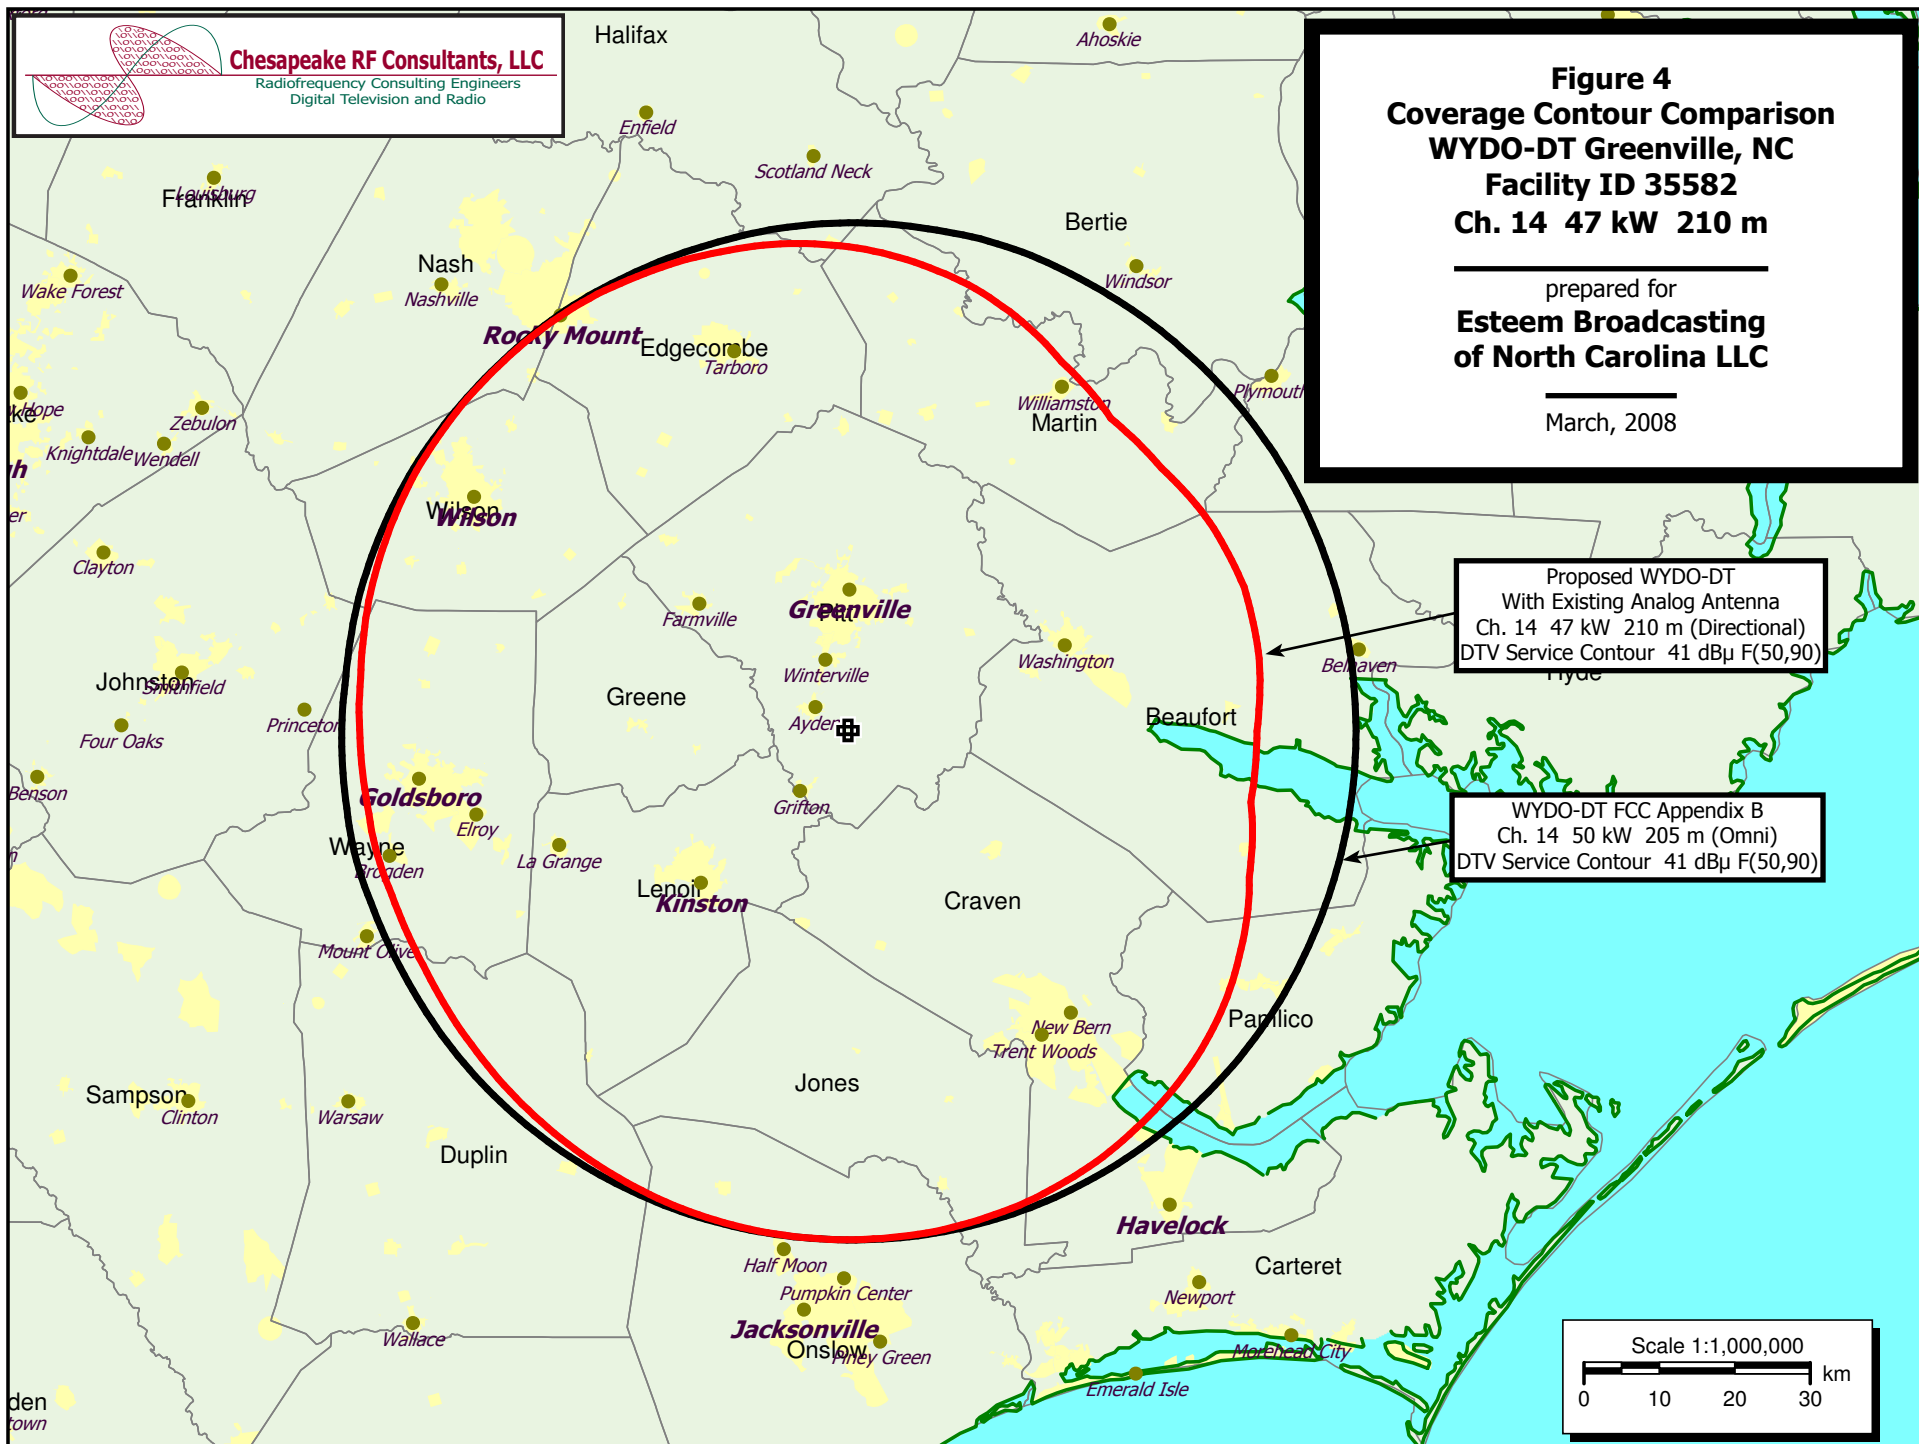 Chesapeake RF Consultants, LLC
Radiofrequency Consulting Engineers
Digital Television and Radio
Figure 4
Coverage Contour Comparison
WYDO-DT Greenville, NC
Facility ID 35582
Ch. 14 47 kW 210 m
prepared for
Esteem Broadcasting
of North Carolina LLC
March, 2008
Halifax
Ahoskie
Enfield
Scotland Neck
Louisburg
Franklin
Bertie
Nash
Windsor
Wake Forest
Nashville
Rocky Mount
Edgecombe
Tarboro
Plymouth
Williamston
Martin
Hope
ke
Zebulon
Knightdale
Wendell
gh
er
Wilson
Wilson
Clayton
Farmville
Greenville
Pitt
Proposed WYDO-DT
With Existing Analog Antenna
Ch. 14 47 kW 210 m (Directional)
DTV Service Contour 41 dBµ F(50,90)
Hyde
Winterville
Washington
Belhaven
Johnston
Smithfield
Greene
Princeton
Four Oaks
Ayden
Beaufort
Benson
Goldsboro
Elroy
Grifton
WYDO-DT FCC Appendix B
Ch. 14 50 kW 205 m (Omni)
DTV Service Contour 41 dBµ F(50,90)
Wayne
Brogden
La Grange
Lenoir
Kinston
Craven
Mount Olive
New Bern
Trent Woods
Pamlico
Jones
Sampson
Clinton
Warsaw
Duplin
Havelock
Half Moon
Carteret
Pumpkin Center
Newport
Jacksonville
Onslow
Piney Green
Wallace
Morehead City
Emerald Isle
den
town
Scale 1:1,000,000
km
0 10 20 30